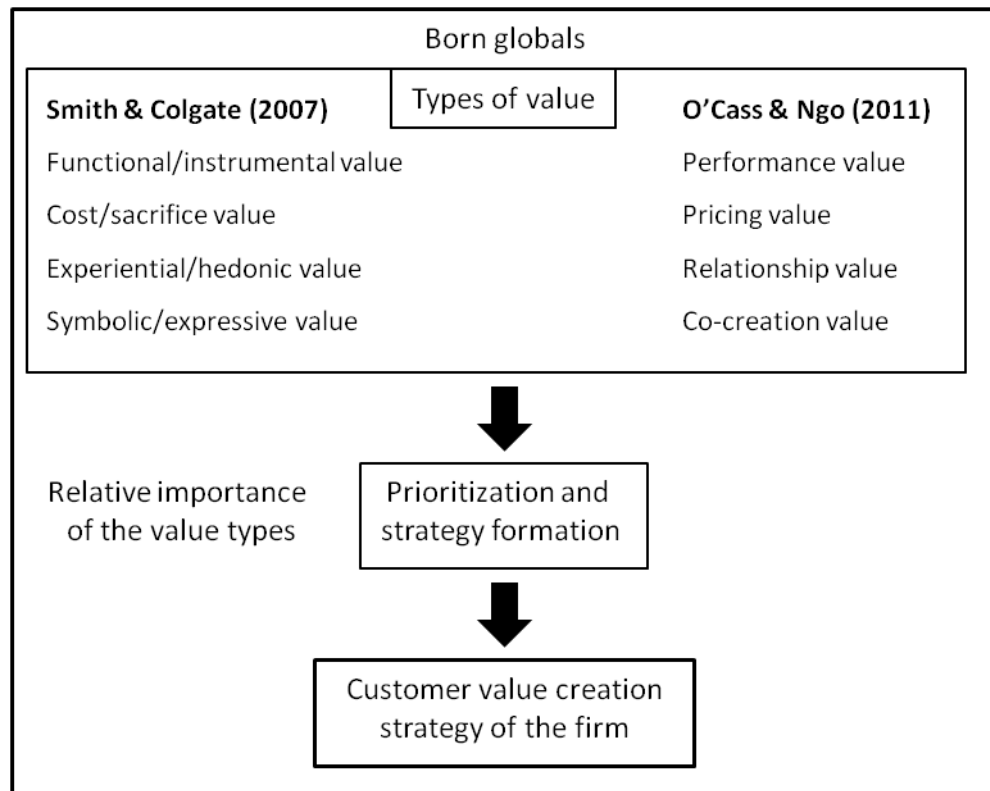 Born globals
Types of value
Smith & Colgate (2007)
Functional/instrumental value
Cost/sacrifice value
Experiential/hedonic value
Symbolic/expressive value
O’Cass & Ngo (2011)
Performance value
Pricing value
Relationship value
Co-creation value
Relative importance
of the value types
Prioritization and
strategy formation
Customer value creation
strategy of the firm